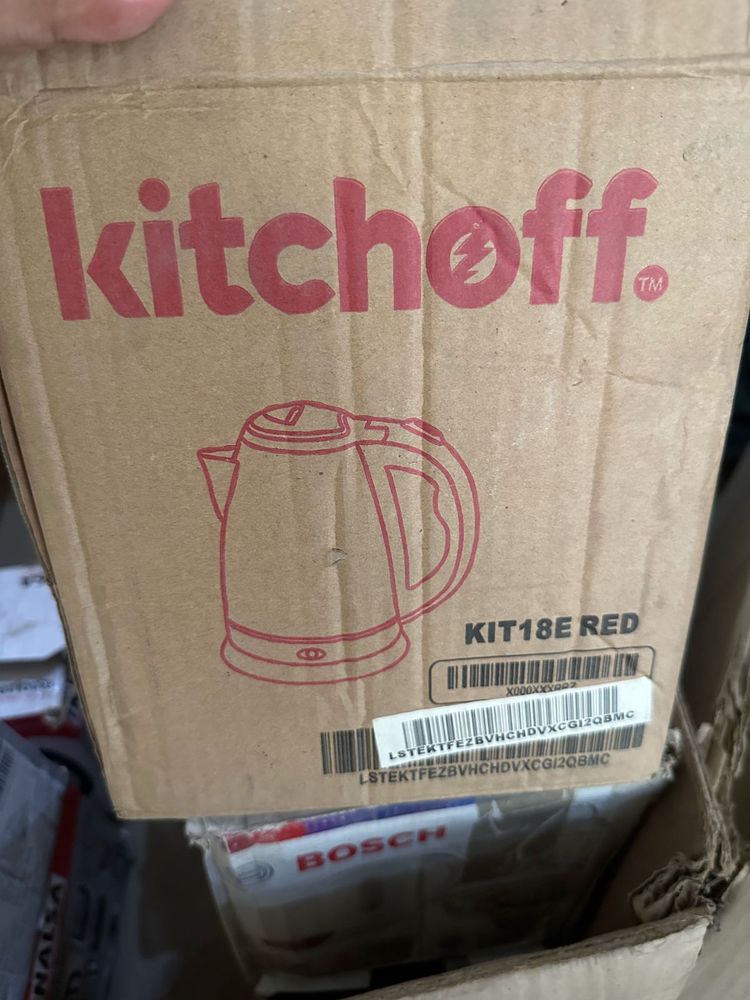 kitchoff
TM
KIT18E RED
LSTEKTFEZBVHCHDVXCGI2QBMC
LSTEKTFEZBVHCHDVXCGI2QBMC
BOSCH